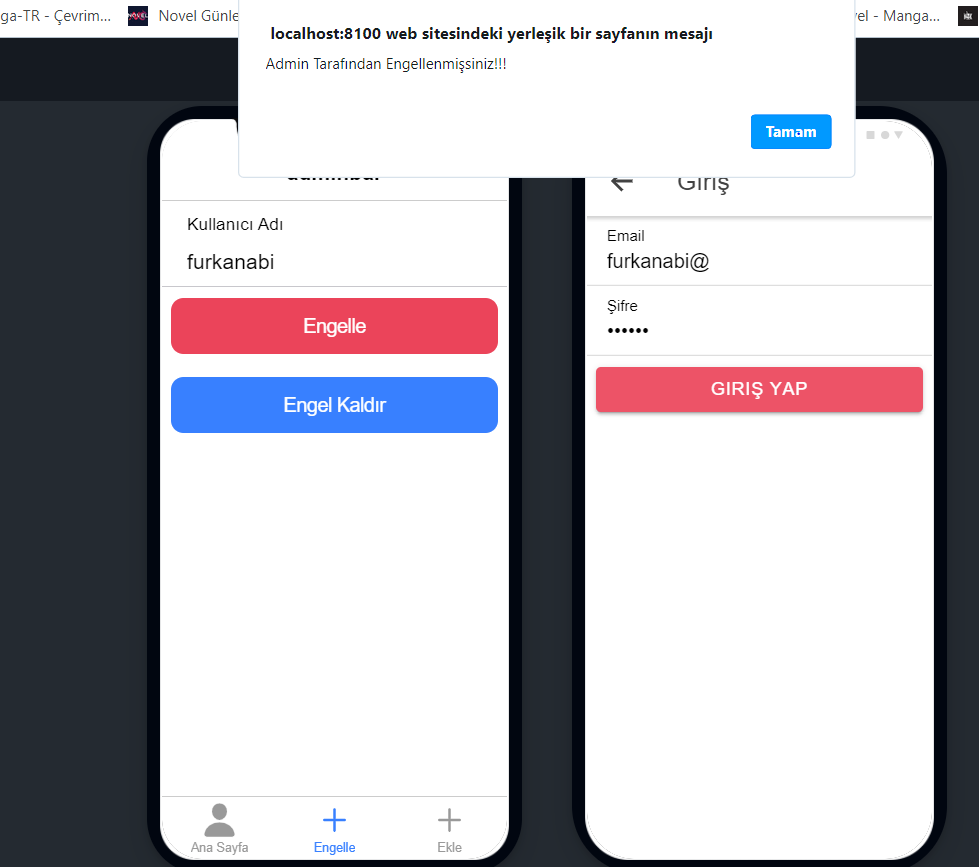 ga-TR - Çevrim...
NOVEL
Novel Günle
vel - Manga...
localhost:8100 web sitesindeki yerleşik bir sayfanın mesajı
Admin Tarafından Engellenmişsiniz!!!
Tamam
Kullanıcı Adı
furkanabi
Engelle
Engel Kaldır
Ana Sayfa
Engelle
Ekle
Giriş
Email
furkanabi@
Şifre
••••••
GIRIŞ YAP